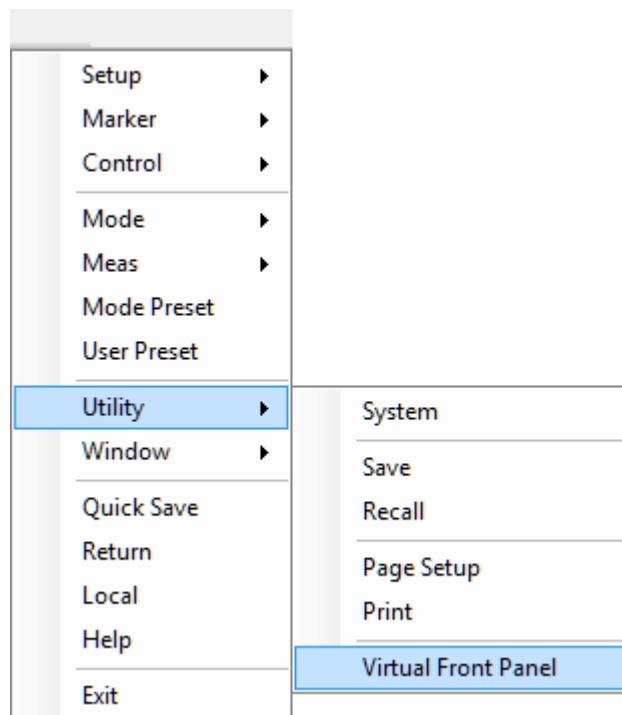 Setup
Marker
Control
Mode
Meas
Mode Preset
User Preset
Utility
Window
Quick Save
Return
Local
Help
Exit
System
Save
Recall
Page Setup
Print
Virtual Front Panel